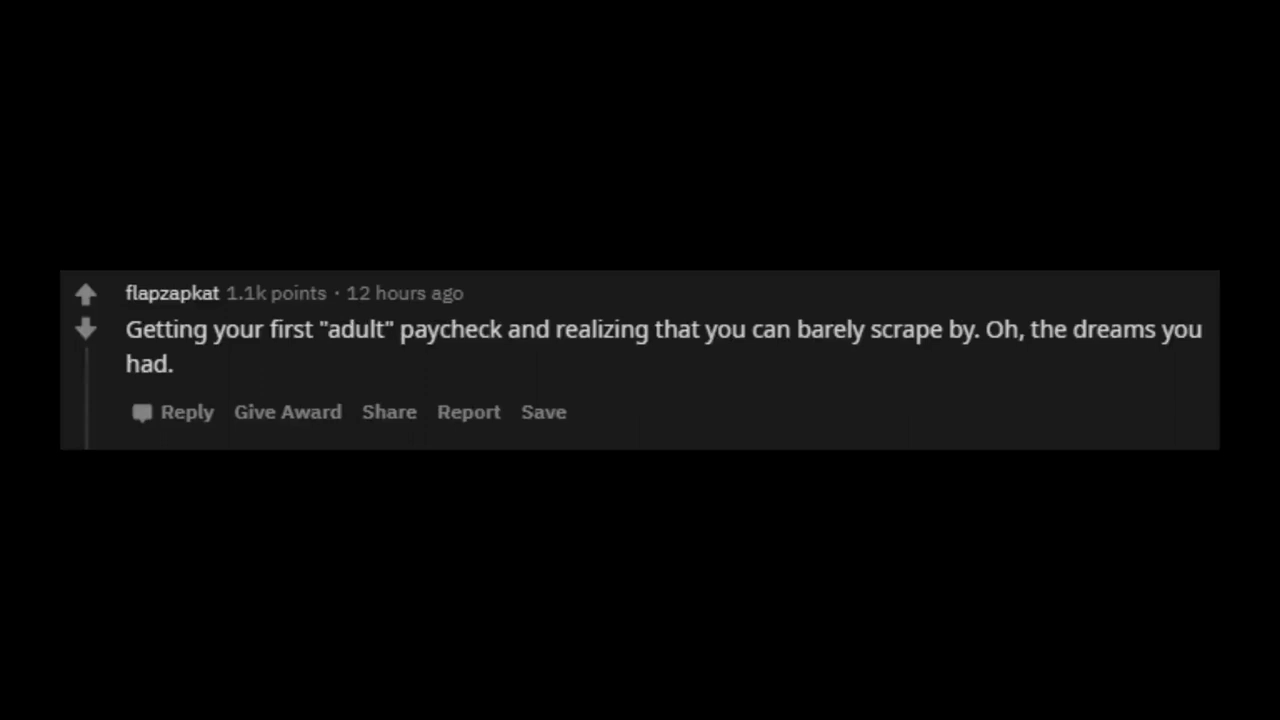 flapzapkat 1.1k points · 12 hours ago
Getting your first "adult" paycheck and realizing that you can barely scrape by. Oh, the dreams you
had.
Reply Give Award Share Report Save